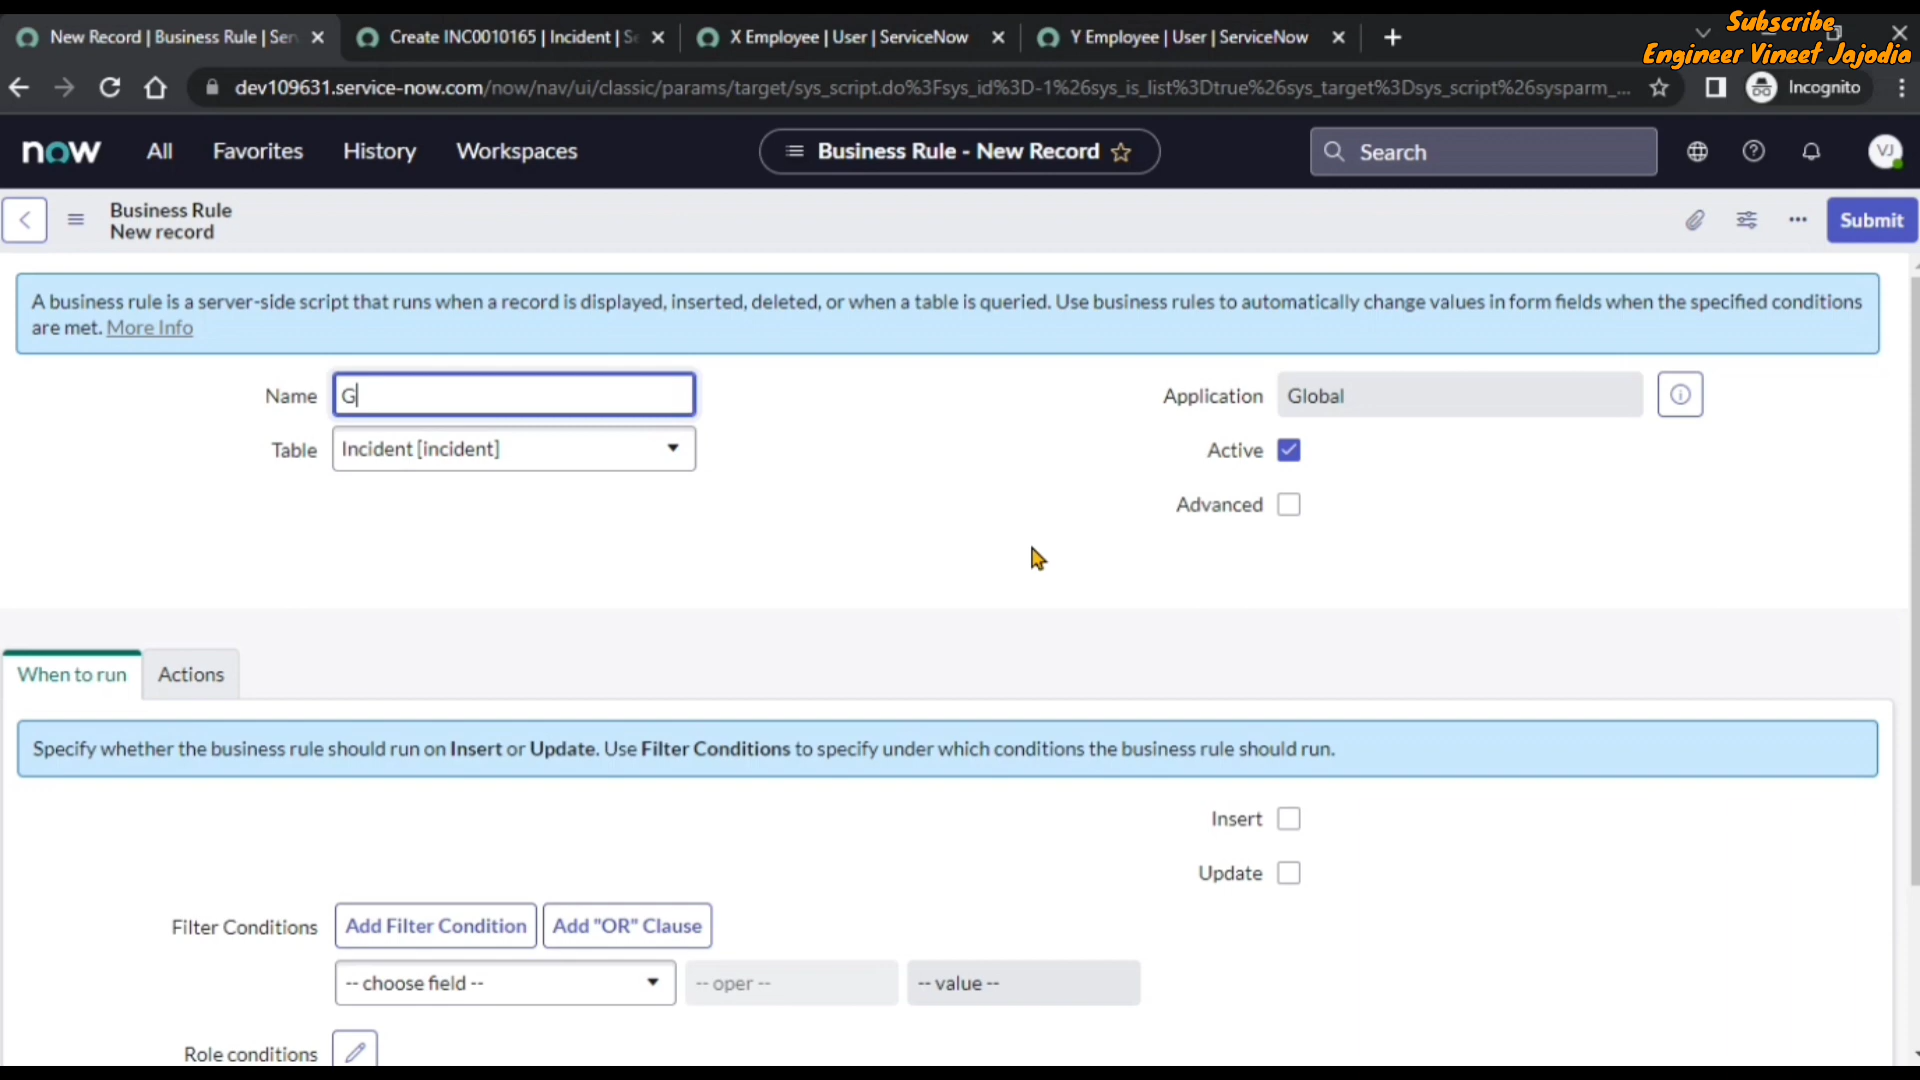 New Record | Business Rule | Ser
Create INC0010165 | Incident | S
X Employee | User | ServiceNow
Y Employee | User | ServiceNow
Subscribe
Engineer Vineet Jajodia
dev109631.service-now.com/now/nav/ui/classic/params/target/sys_script.do%3Fsys_id%3D-1%26sys_is_list%3Dtrue%26sys_target%3Dsys_script%26sysparm_...
Incognito
now
All
Favorites
History
Workspaces
Business Rule - New Record
Search
VJ
Business Rule
New record
Submit
A business rule is a server-side script that runs when a record is displayed, inserted, deleted, or when a table is queried. Use business rules to automatically change values in form fields when the specified conditions
are met. More Info
Name G
Application Global
Table Incident [incident]
Active
Advanced
When to run
Actions
Specify whether the business rule should run on Insert or Update. Use Filter Conditions to specify under which conditions the business rule should run.
Insert
Update
Filter Conditions Add Filter Condition Add "OR" Clause
-- choose field -- -- oper -- -- value --
Role conditions